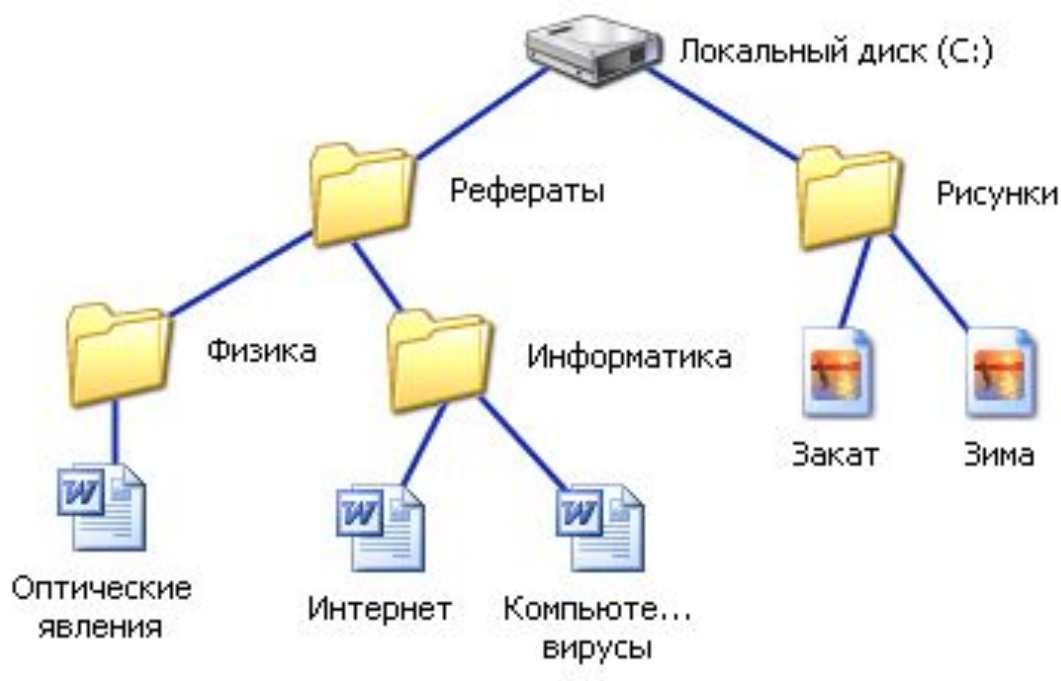 Локальный диск (C:)
Рефераты
Рисунки
Физика
Информатика
Закат
Зима
Оптические
явления
Интернет
Компьюте...
вирусы